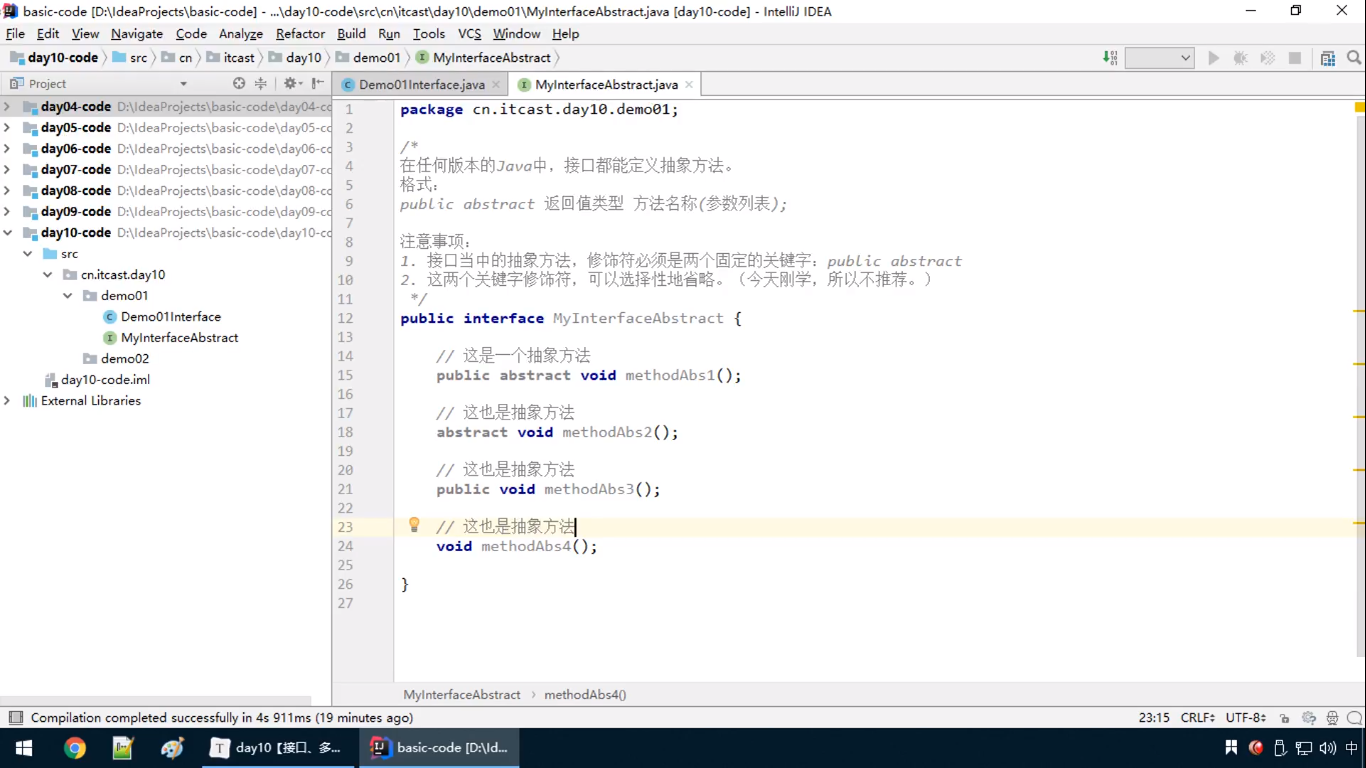 basic-code [D:\IdeaProjects\basic-code] - ...\day10-code\src\cn\itcast\day10\demo01\MyInterfaceAbstract.java [day10-code] - IntelliJ IDEA
File Edit View Navigate Code Analyze Refactor Build Run Tools VCS Window Help
day10-code src cn itcast day10 demo01 MyInterfaceAbstract
Project
Demo01Interface.java MyInterfaceAbstract.java
day04-code D:\IdeaProjects\basic-code\day04-cc
day05-code D:\IdeaProjects\basic-code\day05-cc
day06-code D:\IdeaProjects\basic-code\day06-cc
day07-code D:\IdeaProjects\basic-code\day07-cc
day08-code D:\IdeaProjects\basic-code\day08-cc
day09-code D:\IdeaProjects\basic-code\day09-cc
day10-code D:\IdeaProjects\basic-code\day10-cc
src
cn.itcast.day10
demo01
Demo01Interface
MyInterfaceAbstract
demo02
day10-code.iml
External Libraries
1 package cn.itcast.day10.demo01;
2
3 /*
4 在任何版本的Java中，接口都能定义抽象方法。
5 格式：
6 public abstract 返回值类型 方法名称(参数列表);
7
8 注意事项：
9 1. 接口当中的抽象方法，修饰符必须是两个固定的关键字：public abstract
10 2. 这两个关键字修饰符，可以选择性地省略。（今天刚学，所以不推荐。）
11 */
12 public interface MyInterfaceAbstract {
13
14 // 这是一个抽象方法
15 public abstract void methodAbs1();
16
17 // 这也是抽象方法
18 abstract void methodAbs2();
19
20 // 这也是抽象方法
21 public void methodAbs3();
22
23 // 这也是抽象方法
24 void methodAbs4();
25
26 }
27
MyInterfaceAbstract › methodAbs4()
Compilation completed successfully in 4s 911ms (19 minutes ago) 23:15 CRLF÷ UTF-8÷
day10【接口、多... basic-code [D:\Id... 中